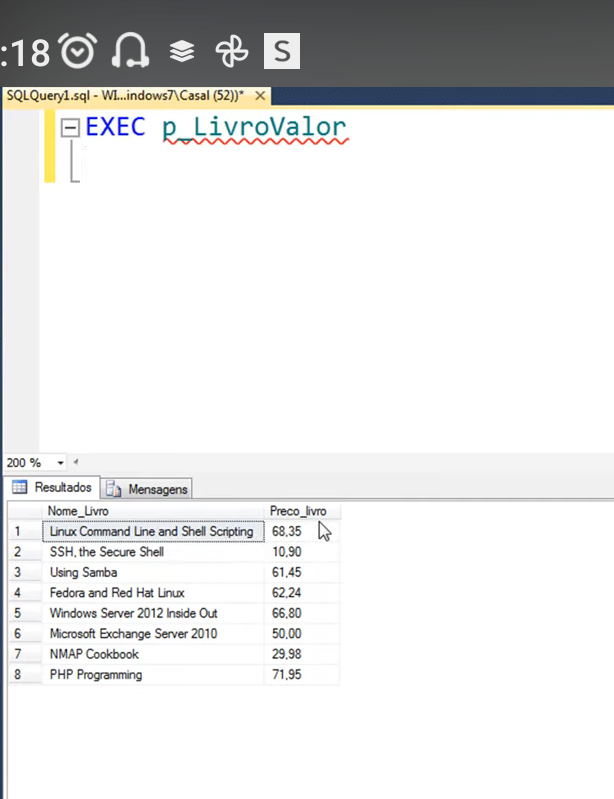 :18 S
SQLQuery1.sql - WI...indows7\Casal (52))* ×
EXEC p_LivroValor
200 %
Resultados Mensagens
Nome_Livro Preco_livro
1 Linux Command Line and Shell Scripting 68,35
2 SSH, the Secure Shell 10,90
3 Using Samba 61,45
4 Fedora and Red Hat Linux 62,24
5 Windows Server 2012 Inside Out 66,80
6 Microsoft Exchange Server 2010 50,00
7 NMAP Cookbook 29,98
8 PHP Programming 71,95